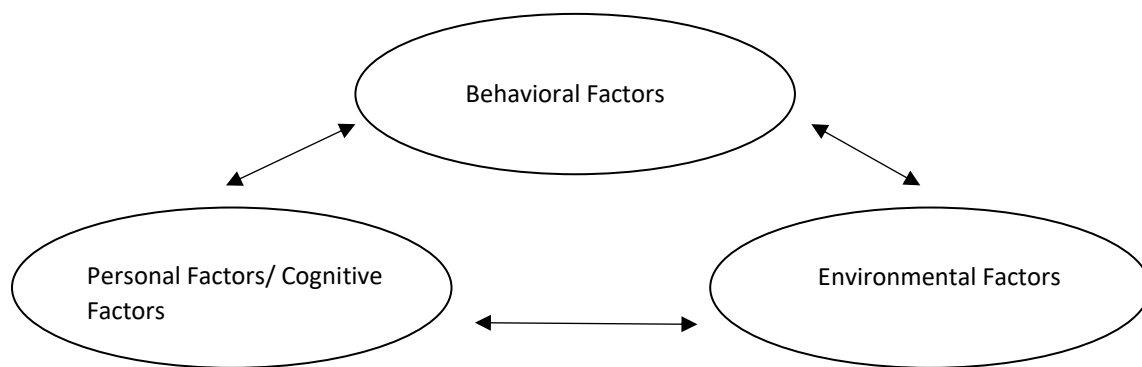 Behavioral Factors
Personal Factors/ Cognitive
Factors
Environmental Factors